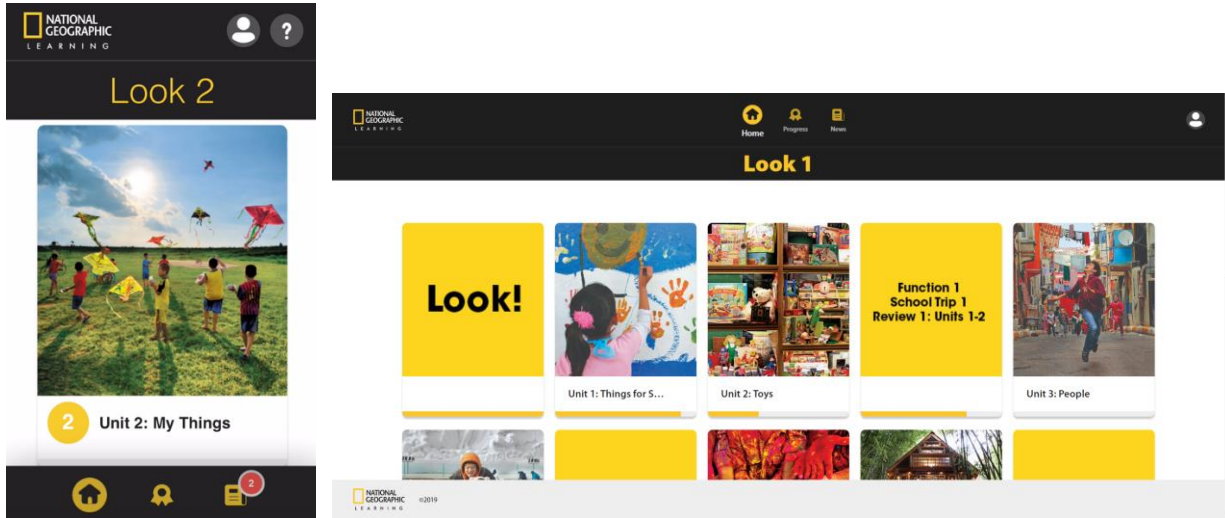 NATIONAL
GEOGRAPHIC
LEARNING
?
Look 2
2
Unit 2: My Things
2
NATIONAL
GEOGRAPHIC
LEARNING
Home
Progress
News
Look 1
Look!
Unit 1: Things for S...
Unit 2: Toys
Function 1
School Trip 1
Review 1: Units 1-2
Unit 3: People
NATIONAL
GEOGRAPHIC
LEARNING
©2019